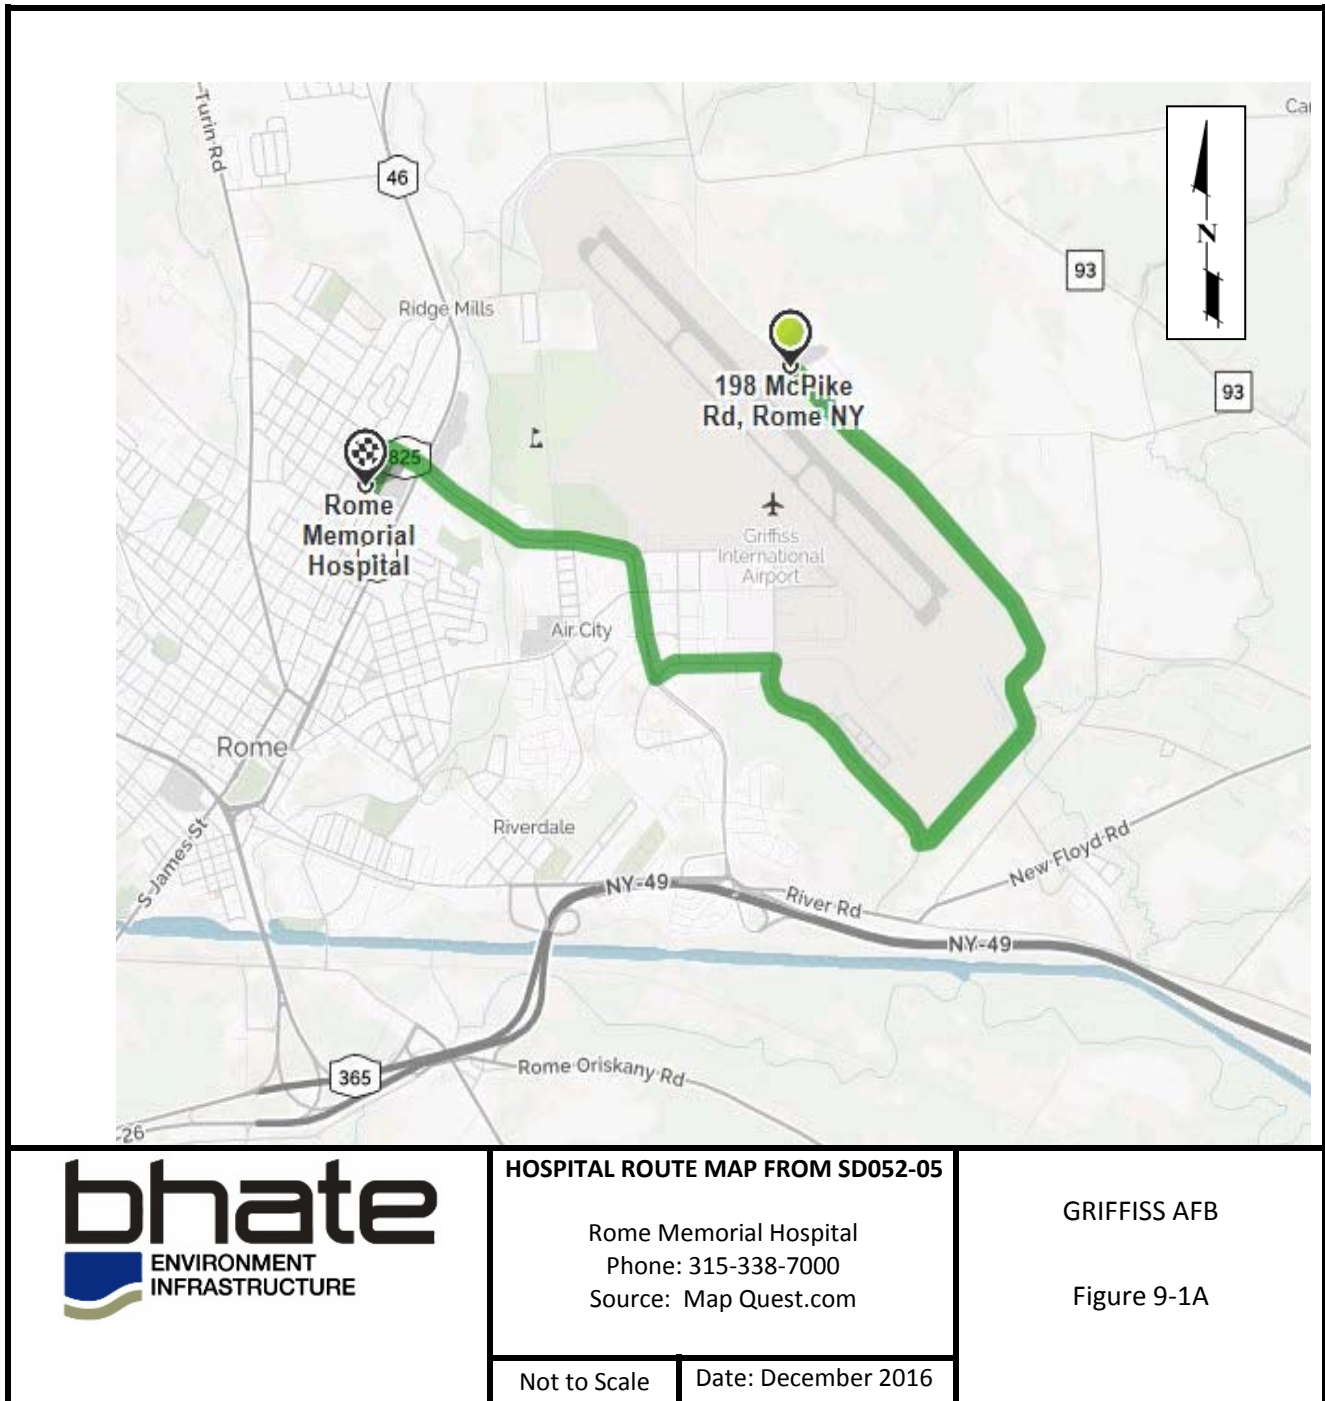 Turin Rd
Car
46
N
93
Ridge Mills
198 McPike
Rd, Rome NY
93
825
Rome
Memorial
Hospital
Griffiss
International
Airport
Air City
Rome
Riverdale
New Floyd Rd
S James St
NY-49
River Rd
NY-49
365
Rome Oriskany Rd
-26
bhate
ENVIRONMENT
INFRASTRUCTURE
HOSPITAL ROUTE MAP FROM SD052-05
Rome Memorial Hospital
Phone: 315-338-7000
Source: Map Quest.com
Not to Scale
Date: December 2016
GRIFFISS AFB
Figure 9-1A